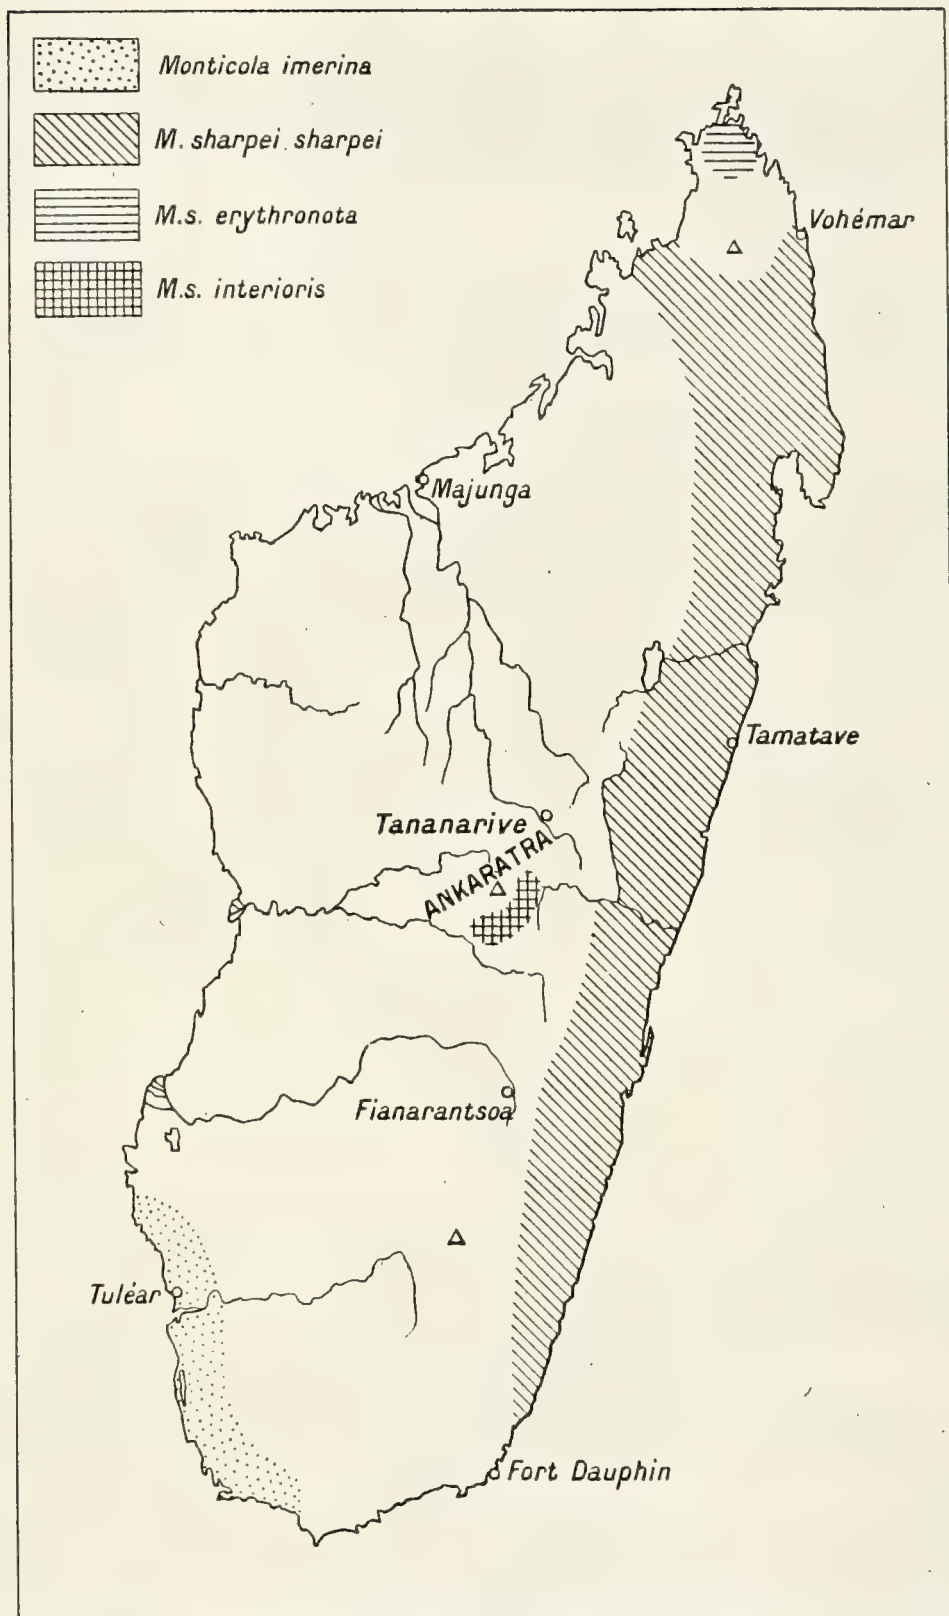 Monticola imerina
M. sharpei sharpei
M.s. erythronota
M.s. interioris
Vohémar
Majunga
Tamatave
Tananarive
ANKARATRA
Fianarantsoa
Tuléar
Fort Dauphin